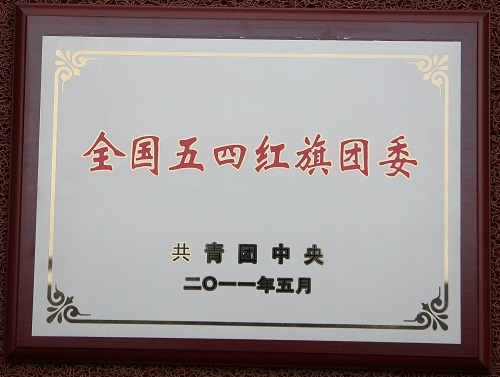 全国五四红旗团委
共青团中央
二〇一一年五月